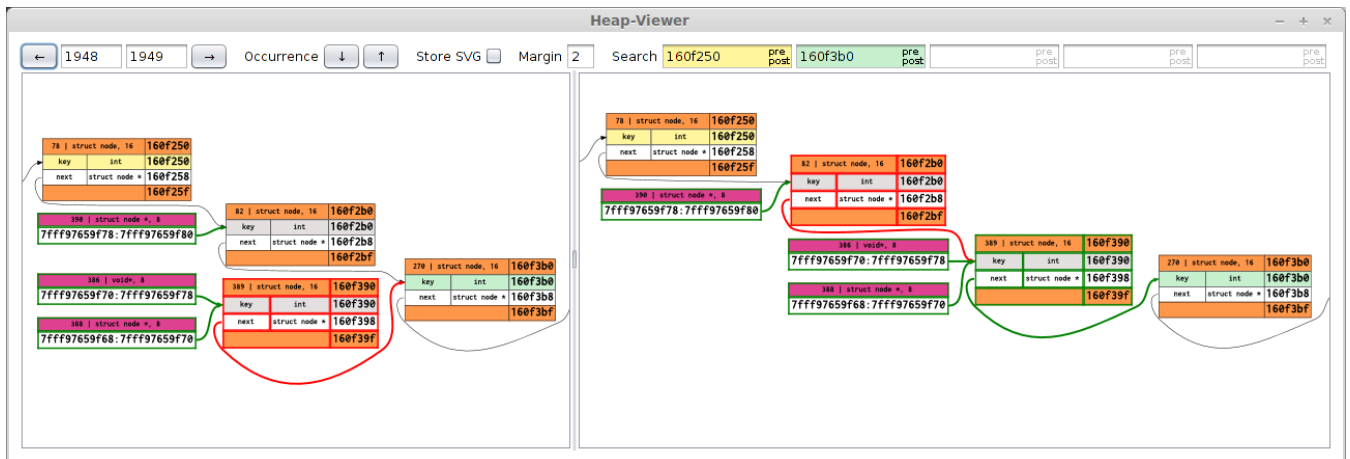 Heap-Viewer
← 1948 1949 → Occurrence ↓ ↑ Store SVG Margin 2 Search 160f250 pre post 160f3b0 pre post pre post pre post pre post
78 | struct node, 16 160f250
key int 160f250
next struct node * 160f258
160f25f
390 | struct node *, 8
7fff97659f78:7fff97659f80
82 | struct node, 16 160f2b0
key int 160f2b0
next struct node * 160f2b8
160f2bf
386 | void*, 8
7fff97659f70:7fff97659f78
388 | struct node *, 8
7fff97659f68:7fff97659f70
389 | struct node, 16 160f390
key int 160f390
next struct node * 160f398
160f39f
270 | struct node, 16 160f3b0
key int 160f3b0
next struct node * 160f3b8
160f3bf
78 | struct node, 16 160f250
key int 160f250
next struct node * 160f258
160f25f
390 | struct node *, 8
7fff97659f78:7fff97659f80
82 | struct node, 16 160f2b0
key int 160f2b0
next struct node * 160f2b8
160f2bf
386 | void*, 8
7fff97659f70:7fff97659f78
388 | struct node *, 8
7fff97659f68:7fff97659f70
389 | struct node, 16 160f390
key int 160f390
next struct node * 160f398
160f39f
270 | struct node, 16 160f3b0
key int 160f3b0
next struct node * 160f3b8
160f3bf